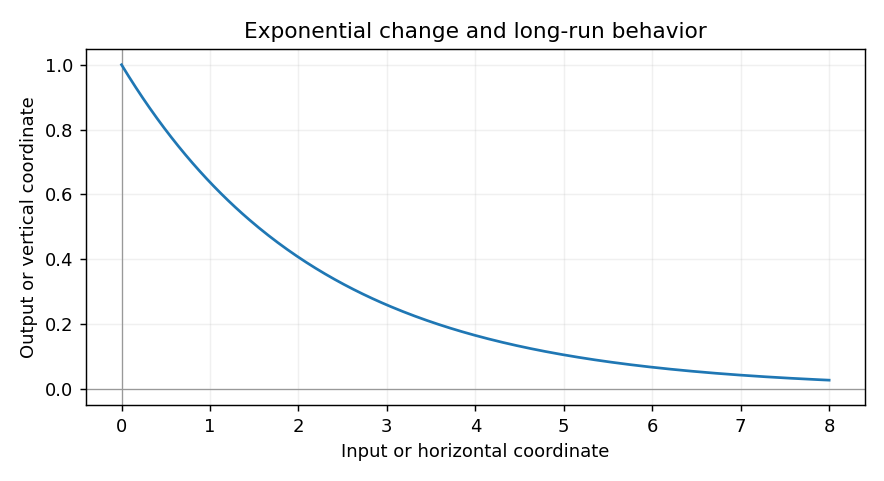 Exponential change and long-run behavior
Output or vertical coordinate
1.0
0.8
0.6
0.4
0.2
0.0
0 1 2 3 4 5 6 7 8
Input or horizontal coordinate